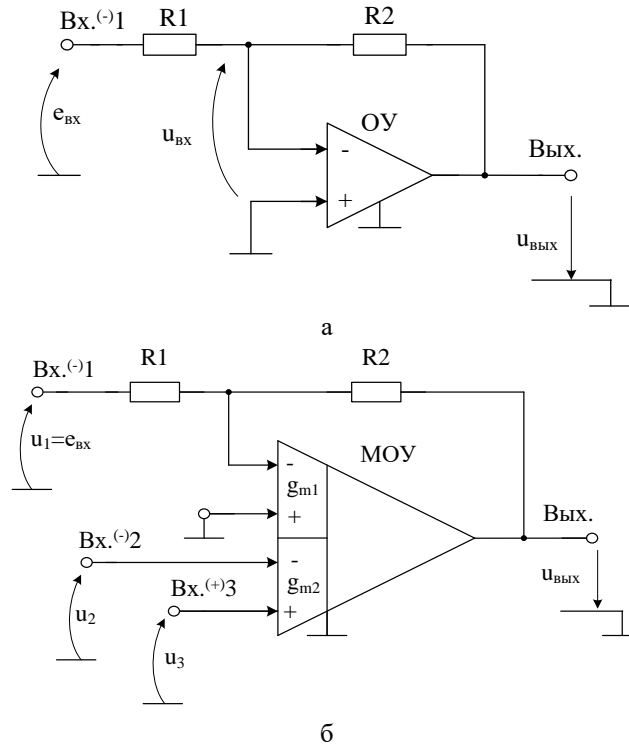 Вх.(-)1
R1
R2
eвх
uвх
ОУ
-
+
Вых.
uвых
а
Вх.(-)1
R1
R2
u1=eвх
МОУ
-
gm1
+
Вых.
Вх.(-)2
-
gm2
uвых
Вх.(+)3
+
u2
u3
б